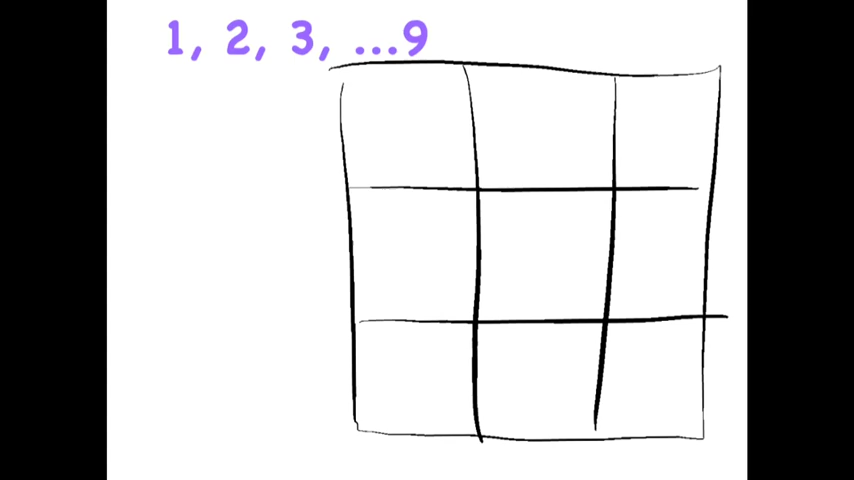 1, 2, 3, ...9